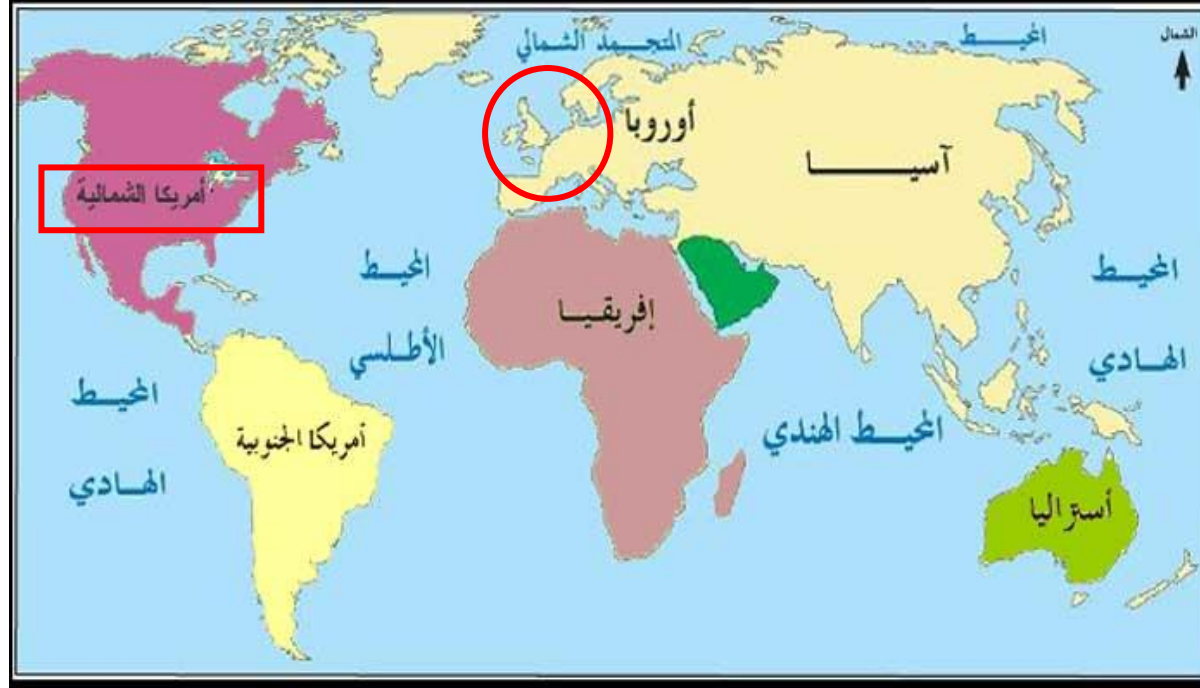 المحيط
المتجمد الشمالي
الشمال
أوروبا
آسيا
أمريكا الشمالية
المحيط
الأطلسي
إفريقيا
المحيط
الهادي
المحيط
الهادي
أمريكا الجنوبية
المحيط الهندي
أستراليا